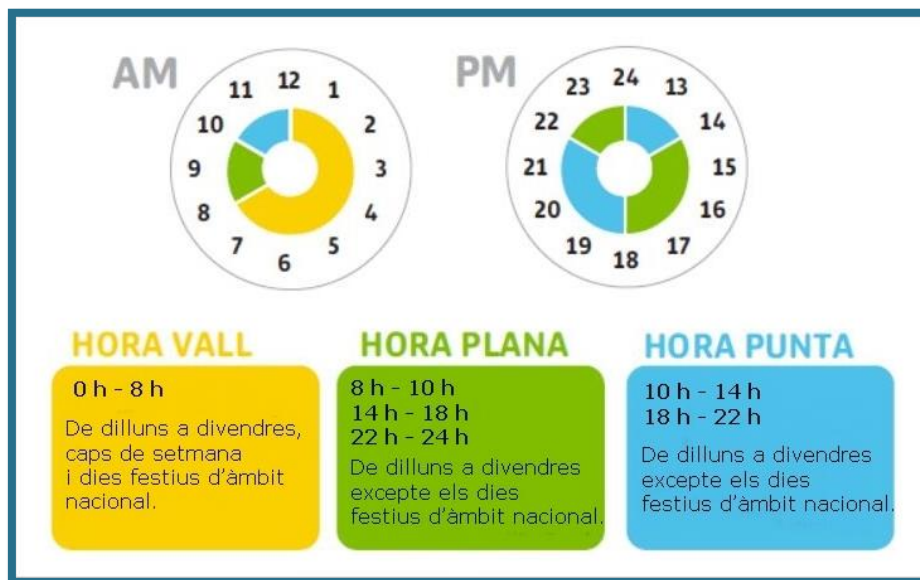 AM
12
1
2
3
4
5
6
7
8
9
10
11
PM
24
13
14
15
16
17
18
19
20
21
22
23
HORA VALL
0 h - 8 h
De dilluns a divendres,
caps de setmana
i dies festius d'àmbit
nacional.
HORA PLANA
8 h - 10 h
14 h - 18 h
22 h - 24 h
De dilluns a divendres
excepte els dies
festius d'àmbit nacional.
HORA PUNTA
10 h - 14 h
18 h - 22 h
De dilluns a divendres
excepte els dies
festius d'àmbit nacional.